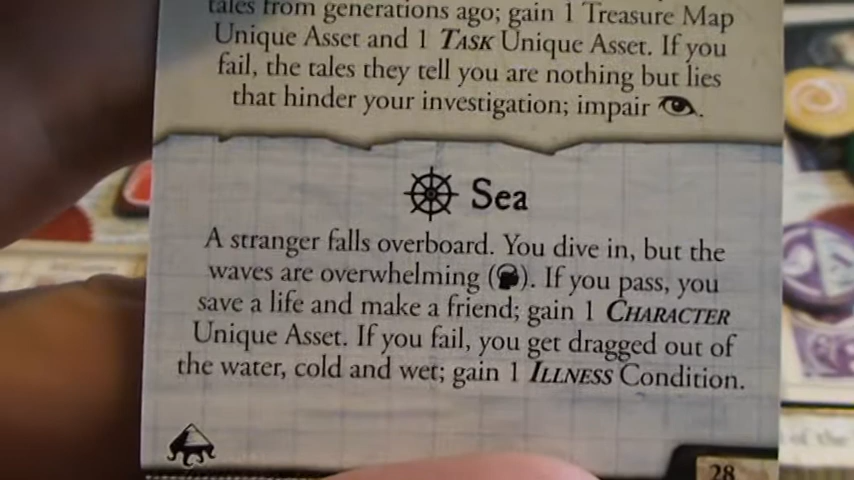 tales from generations ago; gain 1 Treasure Map
Unique Asset and 1 TASK Unique Asset. If you
fail, the tales they tell you are nothing but lies
that hinder your investigation; impair .
Sea
A stranger falls overboard. You dive in, but the
waves are overwhelming (). If you pass, you
save a life and make a friend; gain 1 CHARACTER
Unique Asset. If you fail, you get dragged out of
the water, cold and wet; gain 1 ILLNESS Condition.
28
of the